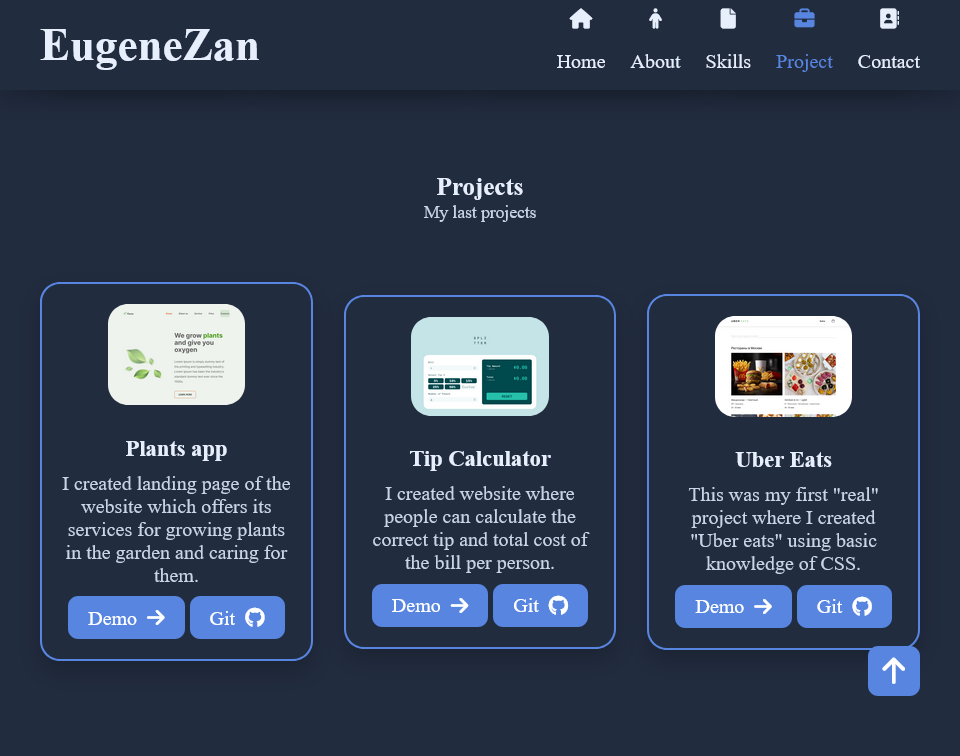 EugeneZan
Home About Skills Project Contact
Projects
My last projects
We grow plants
and give you
oxygen
Plants app
I created landing page of the
website which offers its
services for growing plants
in the garden and caring for
them.
Demo Git
Tip Calculator
I created website where
people can calculate the
correct tip and total cost of
the bill per person.
Demo Git
Uber Eats
This was my first "real"
project where I created
"Uber eats" using basic
knowledge of CSS.
Demo Git